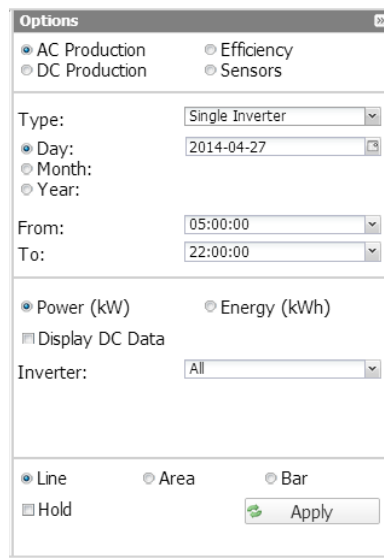 Options
AC Production Efficiency
DC Production Sensors
Type: Single Inverter
Day: 2014-04-27
Month:
Year:
From: 05:00:00
To: 22:00:00
Power (kW) Energy (kWh)
Display DC Data
Inverter: All
Line Area Bar
Hold Apply